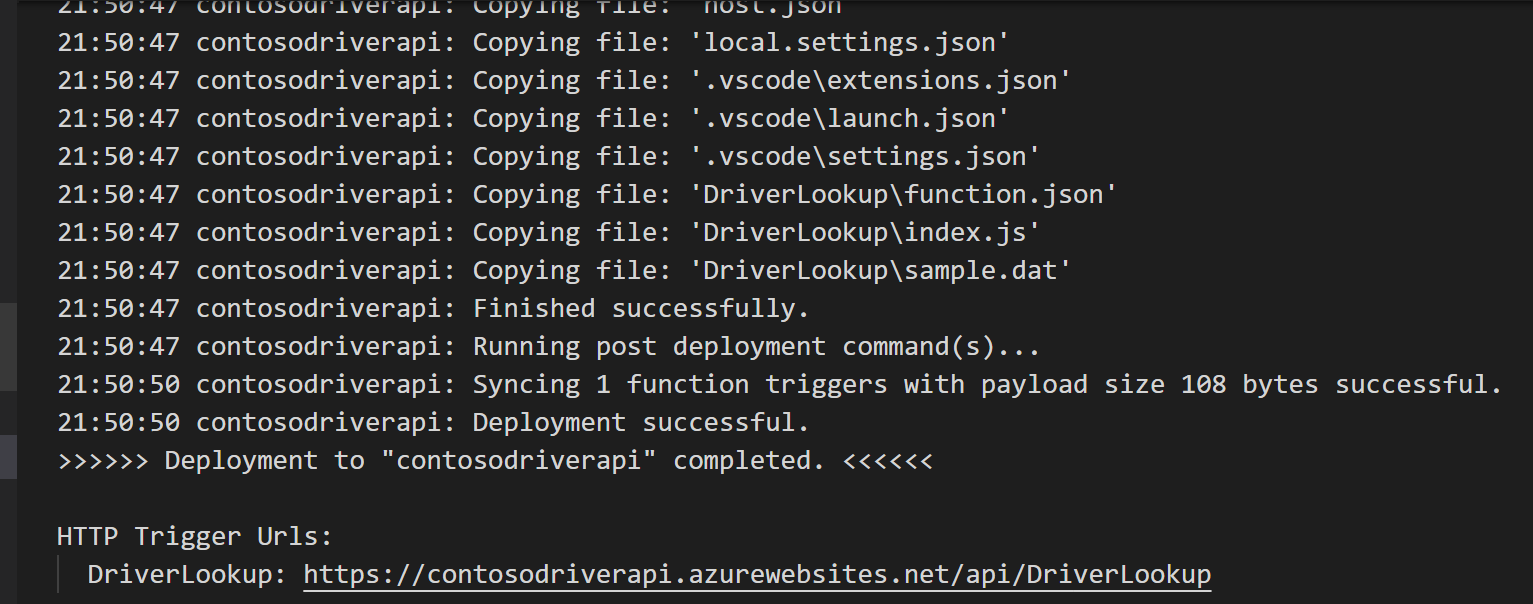 21:50:47 contosodriverapi: Copying file: 'host.json'
21:50:47 contosodriverapi: Copying file: 'local.settings.json'
21:50:47 contosodriverapi: Copying file: '.vscode\extensions.json'
21:50:47 contosodriverapi: Copying file: '.vscode\launch.json'
21:50:47 contosodriverapi: Copying file: '.vscode\settings.json'
21:50:47 contosodriverapi: Copying file: 'DriverLookup\function.json'
21:50:47 contosodriverapi: Copying file: 'DriverLookup\index.js'
21:50:47 contosodriverapi: Copying file: 'DriverLookup\sample.dat'
21:50:47 contosodriverapi: Finished successfully.
21:50:47 contosodriverapi: Running post deployment command(s)...
21:50:50 contosodriverapi: Syncing 1 function triggers with payload size 108 bytes successful.
21:50:50 contosodriverapi: Deployment successful.
>>>>>> Deployment to "contosodriverapi" completed. <<<<<<
HTTP Trigger Urls:
DriverLookup: https://contosodriverapi.azurewebsites.net/api/DriverLookup